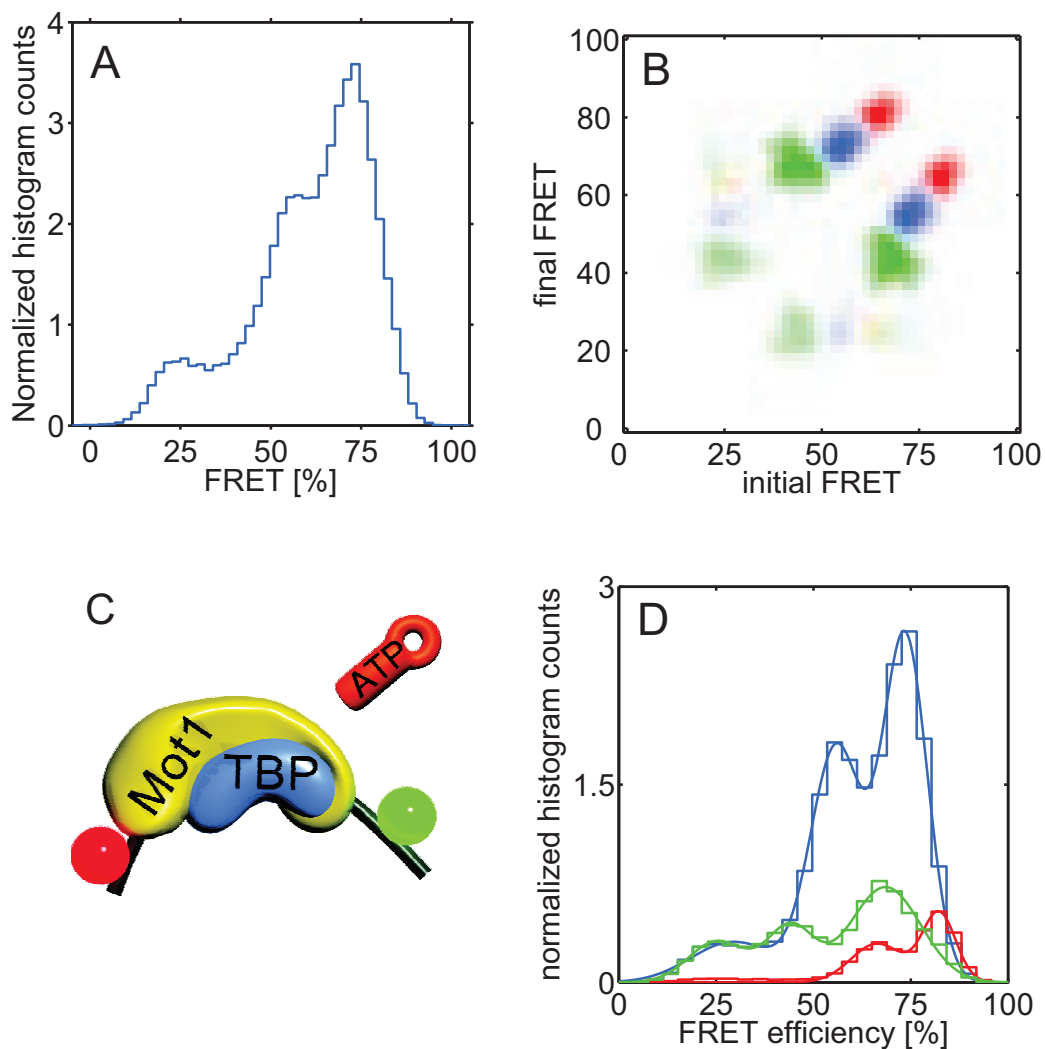 A
Normalized histogram counts
4
3
2
1
0
0 25 50 75 100
FRET [%]
B
final FRET
100
80
60
40
20
0
0 25 50 75 100
initial FRET
C
Mot1
TBP
ATP
D
normalized histogram counts
3
1.5
0
0 25 50 75 100
FRET efficiency [%]